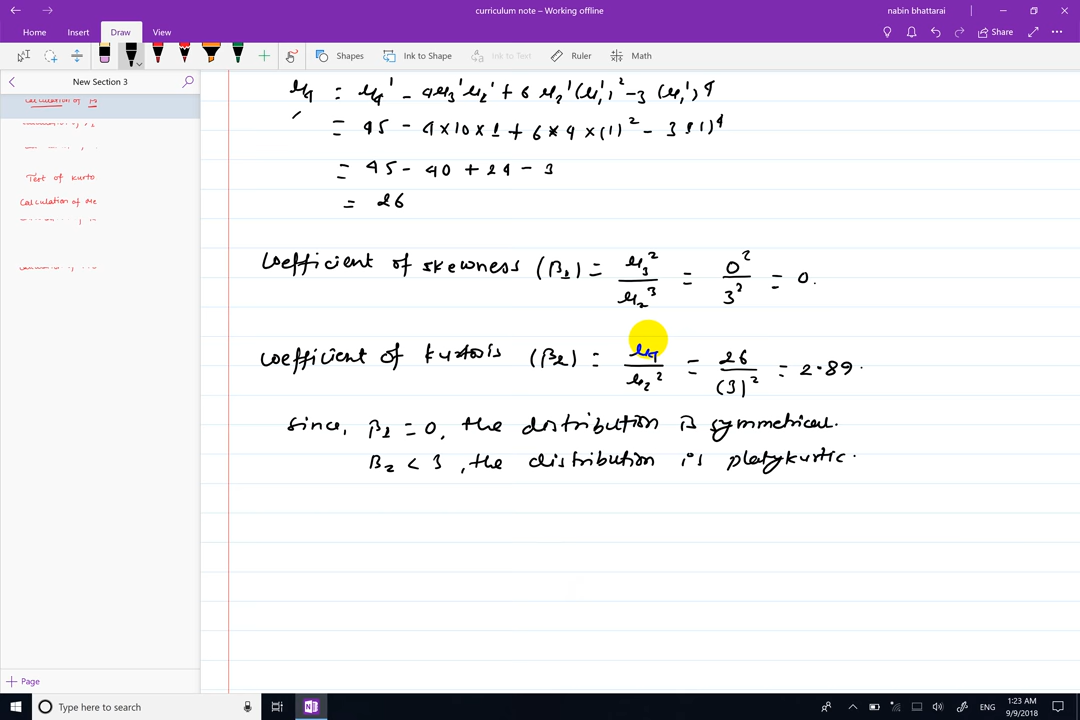 curriculum note – Working offline
nabin bhattarai
Home Insert Draw View
Share
Shapes Ink to Shape Ink to Text Ruler Math
New Section 3
Calculation of
Test of kurto
Calculation of Me
Page
μ₄ = μ₄' - 4μ₃'μ₁' + 6 μ₂'(μ₁')² - 3 (μ₁')⁴
= 45 - 4×10×1 + 6×4×(1)² - 3(1)⁴
= 45 - 40 + 24 - 3
= 26
Coefficient of skewness (β₁) = μ₃²/μ₂³ = 0²/3³ = 0.
Coefficient of kurtosis (β₂) = μ₄/μ₂² = 26/(3)² = 2.89.
Since, β₁ = 0, the distribution is symmetrical.
β₂ < 3, the distribution is platykurtic.
Type here to search
ENG
1:23 AM
9/9/2018